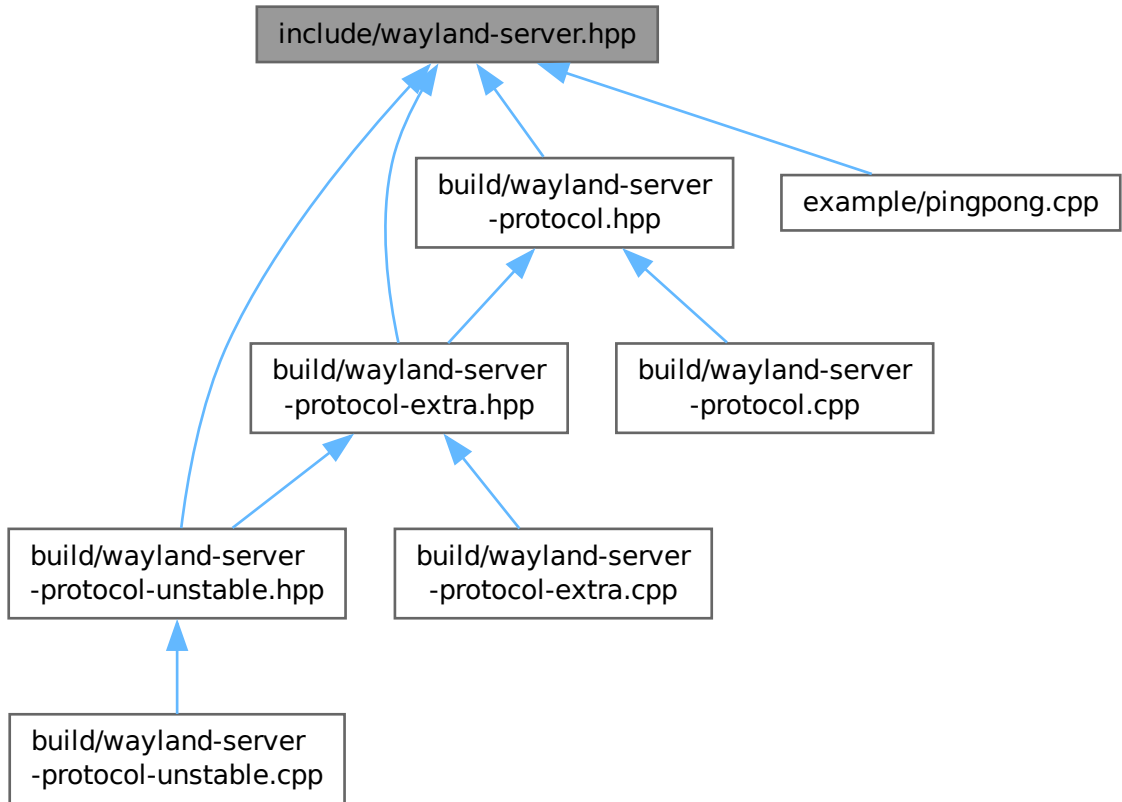 include/wayland-server.hpp
build/wayland-server
-protocol.hpp
example/pingpong.cpp
build/wayland-server
-protocol-extra.hpp
build/wayland-server
-protocol.cpp
build/wayland-server
-protocol-unstable.hpp
build/wayland-server
-protocol-extra.cpp
build/wayland-server
-protocol-unstable.cpp